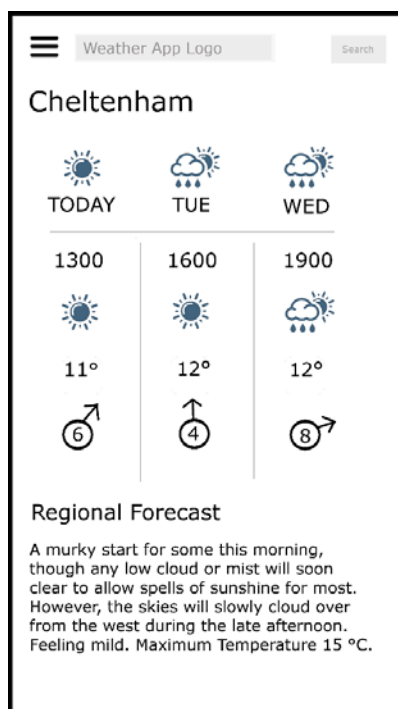 Weather App Logo Search
Cheltenham
TODAY TUE WED
1300 1600 1900
11° 12° 12°
6 4 8
Regional Forecast
A murky start for some this morning,
though any low cloud or mist will soon
clear to allow spells of sunshine for most.
However, the skies will slowly cloud over
from the west during the late afternoon.
Feeling mild. Maximum Temperature 15 °C.